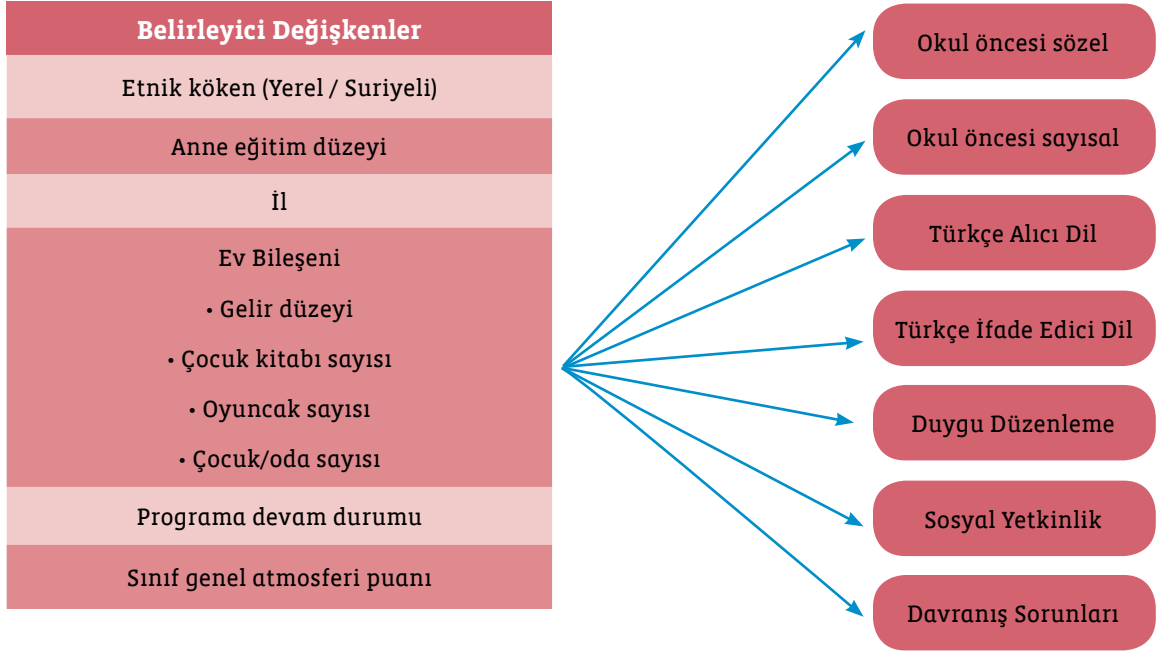 Belirleyici Değişkenler
Etnik köken (Yerel / Suriyeli)
Anne eğitim düzeyi
İl
Ev Bileşeni
• Gelir düzeyi
• Çocuk kitabı sayısı
• Oyuncak sayısı
• Çocuk/oda sayısı
Programa devam durumu
Sınıf genel atmosferi puanı
Okul öncesi sözel
Okul öncesi sayısal
Türkçe Alıcı Dil
Türkçe İfade Edici Dil
Duygu Düzenleme
Sosyal Yetkinlik
Davranış Sorunları